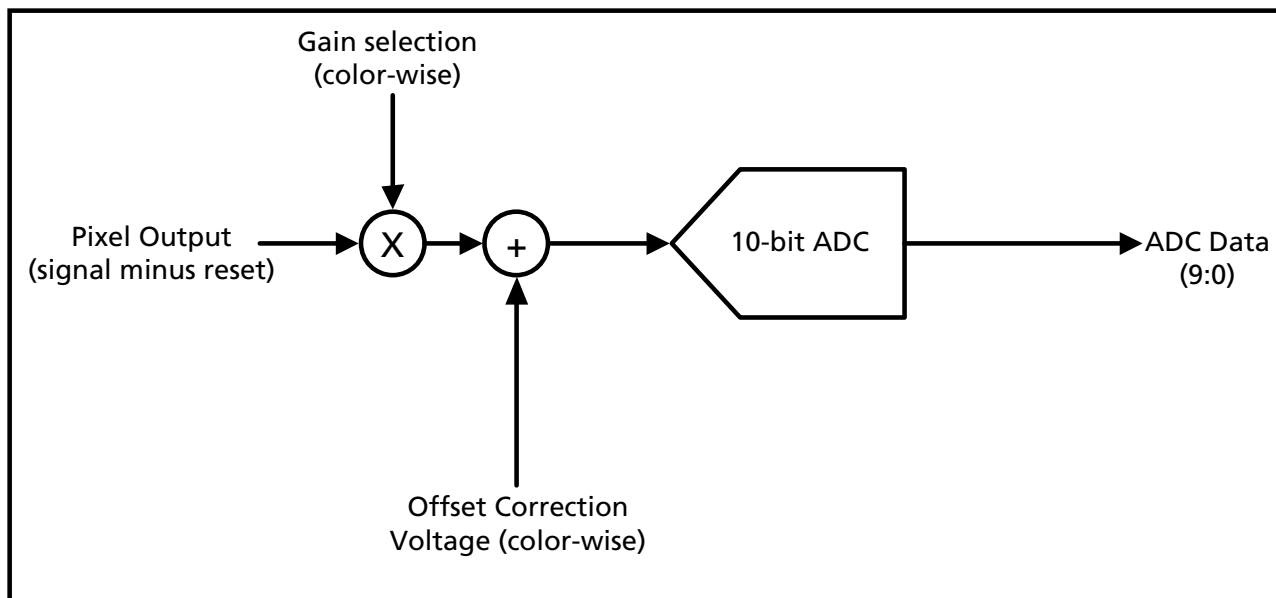 Gain selection
(color-wise)
Pixel Output
(signal minus reset)
X
+
10-bit ADC
ADC Data
(9:0)
Offset Correction
Voltage (color-wise)